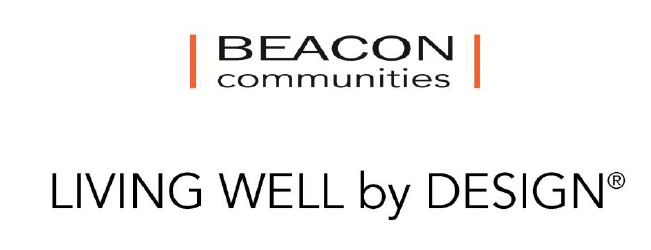 BEACON
communities
LIVING WELL by DESIGN®